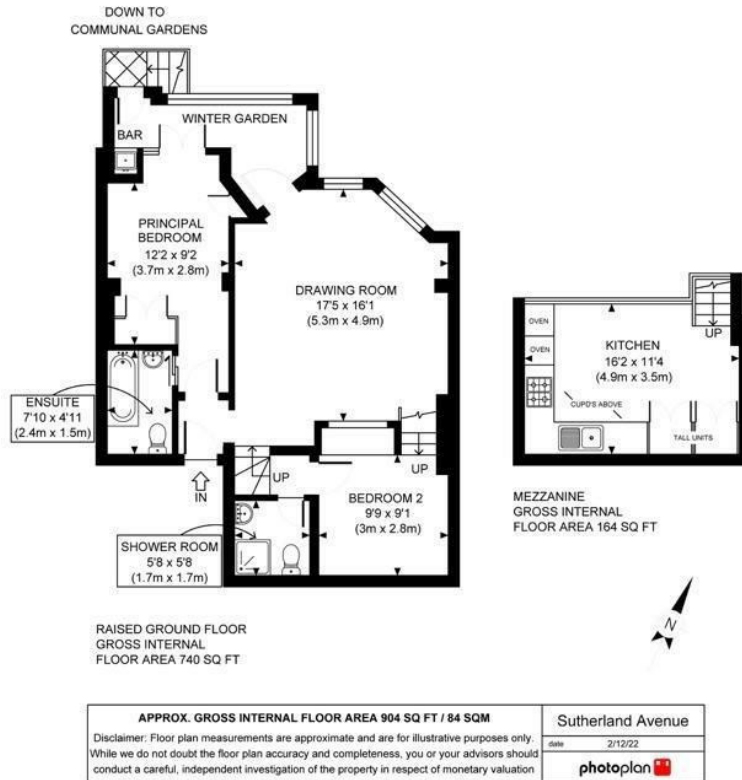 DOWN TO
COMMUNAL GARDENS
WINTER GARDEN
BAR
PRINCIPAL
BEDROOM
12'2 x 9'2
(3.7m x 2.8m)
DRAWING ROOM
17'5 x 16'1
(5.3m x 4.9m)
ENSUITE
7'10 x 4'11
(2.4m x 1.5m)
IN
UP
UP
BEDROOM 2
9'9 x 9'1
(3m x 2.8m)
SHOWER ROOM
5'8 x 5'8
(1.7m x 1.7m)
RAISED GROUND FLOOR
GROSS INTERNAL
FLOOR AREA 740 SQ FT
OVEN
OVEN
UP
KITCHEN
16'2 x 11'4
(4.9m x 3.5m)
CUPD'S ABOVE
TALL UNITS
MEZZANINE
GROSS INTERNAL
FLOOR AREA 164 SQ FT
N
APPROX. GROSS INTERNAL FLOOR AREA 904 SQ FT / 84 SQM
Disclaimer: Floor plan measurements are approximate and are for illustrative purposes only.
While we do not doubt the floor plan accuracy and completeness, you or your advisors should
conduct a careful, independent investigation of the property in respect of monetary valuation
Sutherland Avenue
date 2/12/22
photoplan